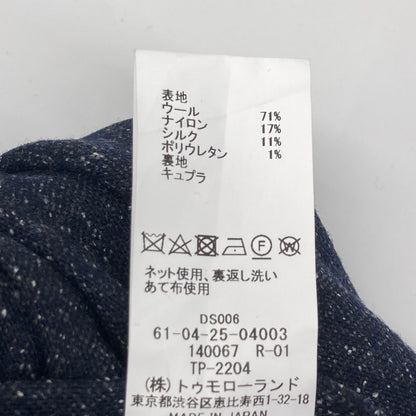 表地
ウール 71%
ナイロン 17%
シルク 11%
ポリウレタン 1%
裏地
キュプラ
F W
ネット使用、裏返し洗い
あて布使用
DS006
61-04-25-04003
140067 R-01
TP-2204
(株)トゥモローランド
東京都渋谷区恵比寿西1-32-18
MADE IN JAPAN